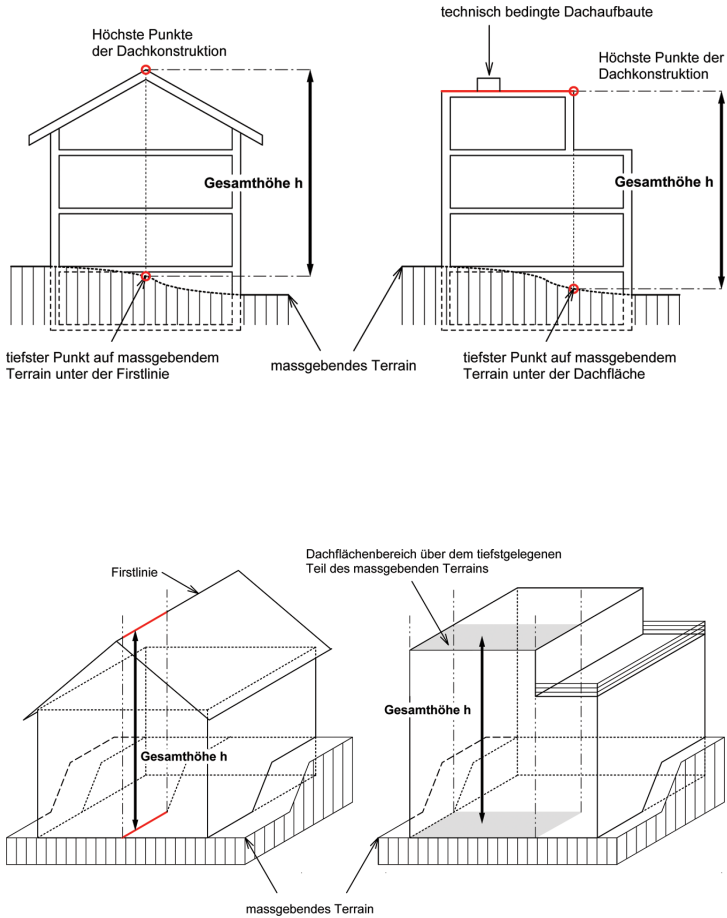 technisch bedingte Dachaufbaute
Höchste Punkte
der Dachkonstruktion
Höchste Punkte der
Dachkonstruktion
Gesamthöhe h
Gesamthöhe h
tiefster Punkt auf massgebendem
Terrain unter der Firstlinie
massgebendes Terrain
tiefster Punkt auf massgebendem
Terrain unter der Dachfläche
Dachflächenbereich über dem tiefstgelegenen
Teil des massgebenden Terrains
Firstlinie
Gesamthöhe h
Gesamthöhe h
massgebendes Terrain